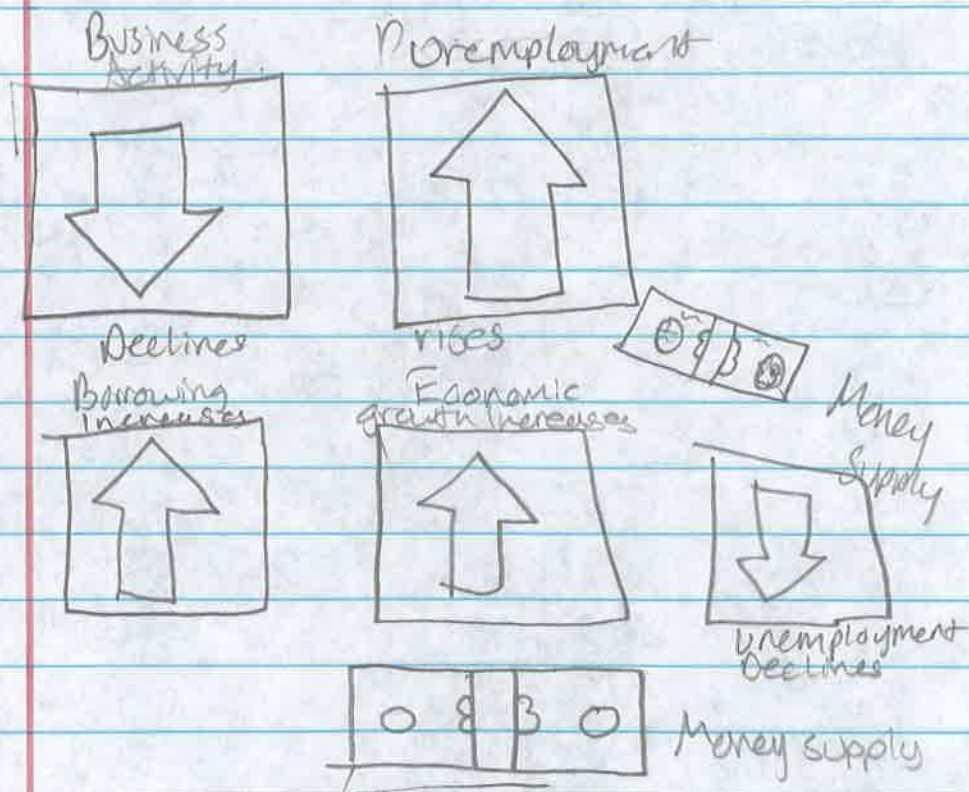 Business
Activity
Unemployment
Declines
rises
Borrowing
Increases
Economic
growth Increases
Money
Supply
Unemployment
Declines
Money supply